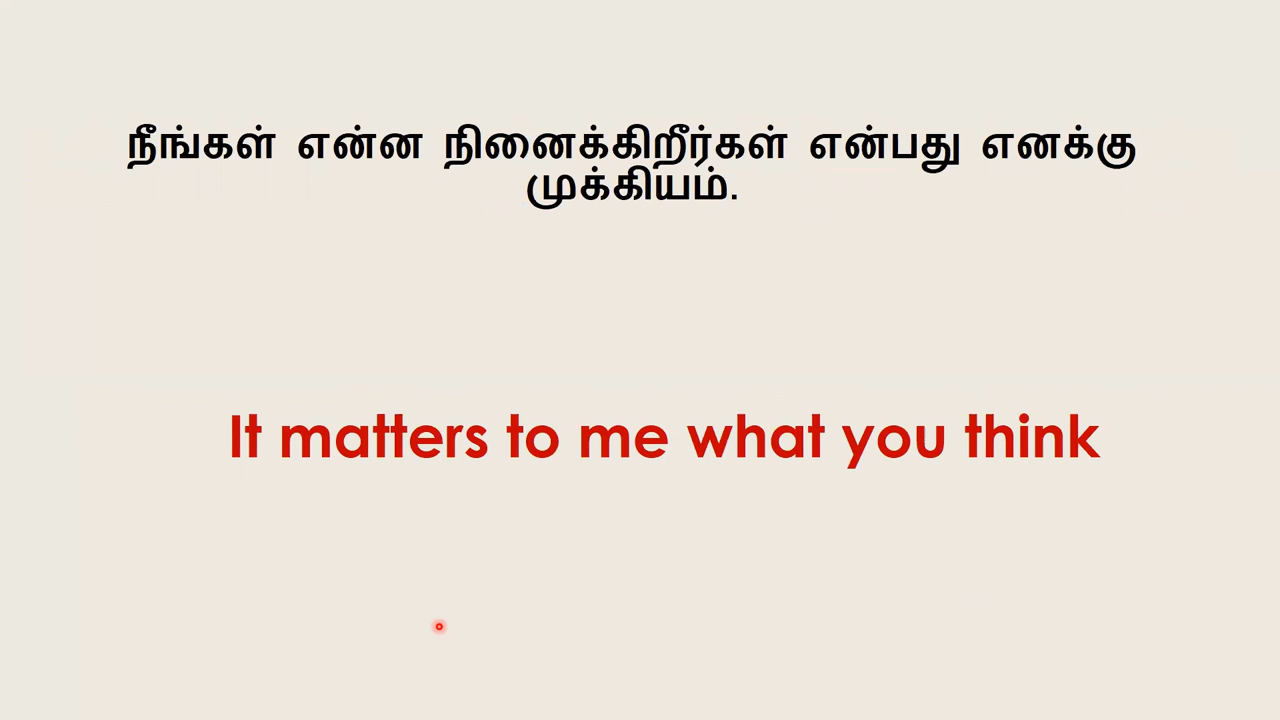 நீங்கள் என்ன நினைக்கிறீர்கள் என்பது எனக்கு
முக்கியம்.
It matters to me what you think